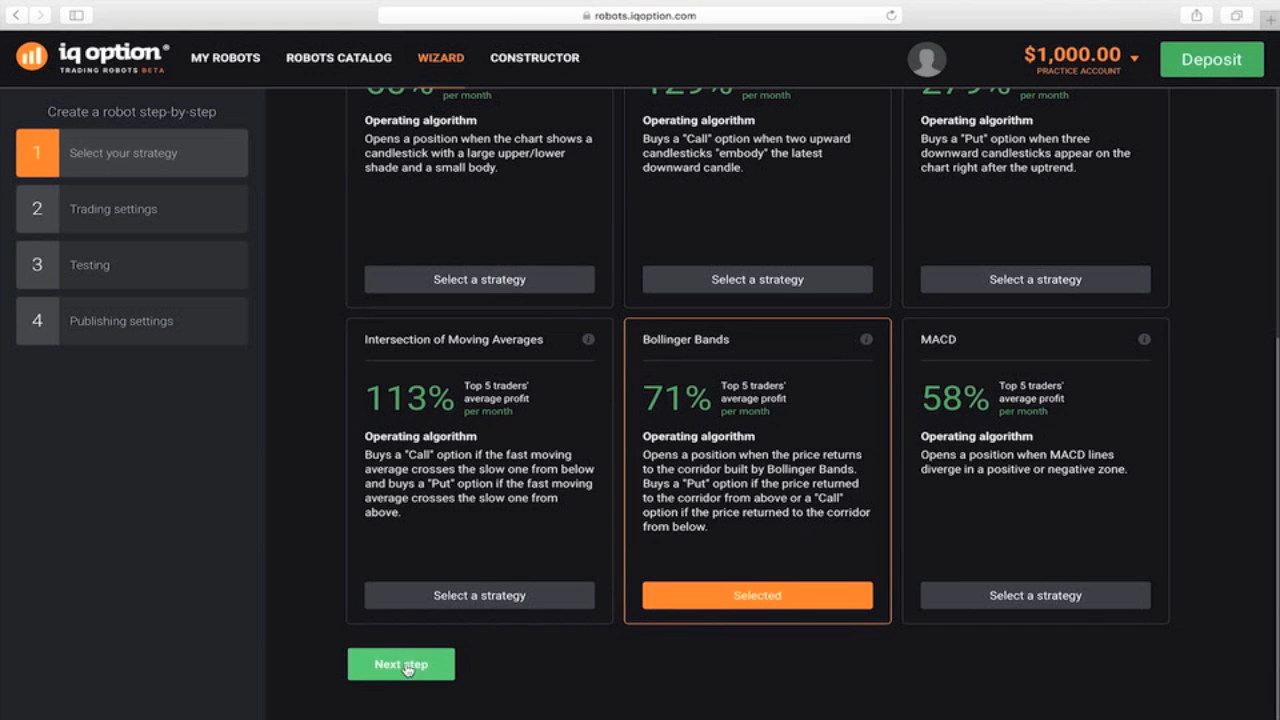 robots.iqoption.com
iq option®
TRADING ROBOTS BETA
MY ROBOTS
ROBOTS CATALOG
WIZARD
CONSTRUCTOR
$1,000.00
PRACTICE ACCOUNT
Deposit
Create a robot step-by-step
1 Select your strategy
2 Trading settings
3 Testing
4 Publishing settings
per month
Operating algorithm
Opens a position when the chart shows a
candlestick with a large upper/lower
shade and a small body.
Select a strategy
129%
per month
Operating algorithm
Buys a "Call" option when two upward
candlesticks "embody" the latest
downward candle.
Select a strategy
279%
per month
Operating algorithm
Buys a "Put" option when three
downward candlesticks appear on the
chart right after the uptrend.
Select a strategy
Intersection of Moving Averages
113%
Top 5 traders'
average profit
per month
Operating algorithm
Buys a "Call" option if the fast moving
average crosses the slow one from below
and buys a "Put" option if the fast moving
average crosses the slow one from
above.
Select a strategy
Bollinger Bands
71%
Top 5 traders'
average profit
per month
Operating algorithm
Opens a position when the price returns
to the corridor built by Bollinger Bands.
Buys a "Put" option if the price returned
to the corridor from above or a "Call"
option if the price returned to the corridor
from below.
Selected
MACD
58%
Top 5 traders'
average profit
per month
Operating algorithm
Opens a position when MACD lines
diverge in a positive or negative zone.
Select a strategy
Next step